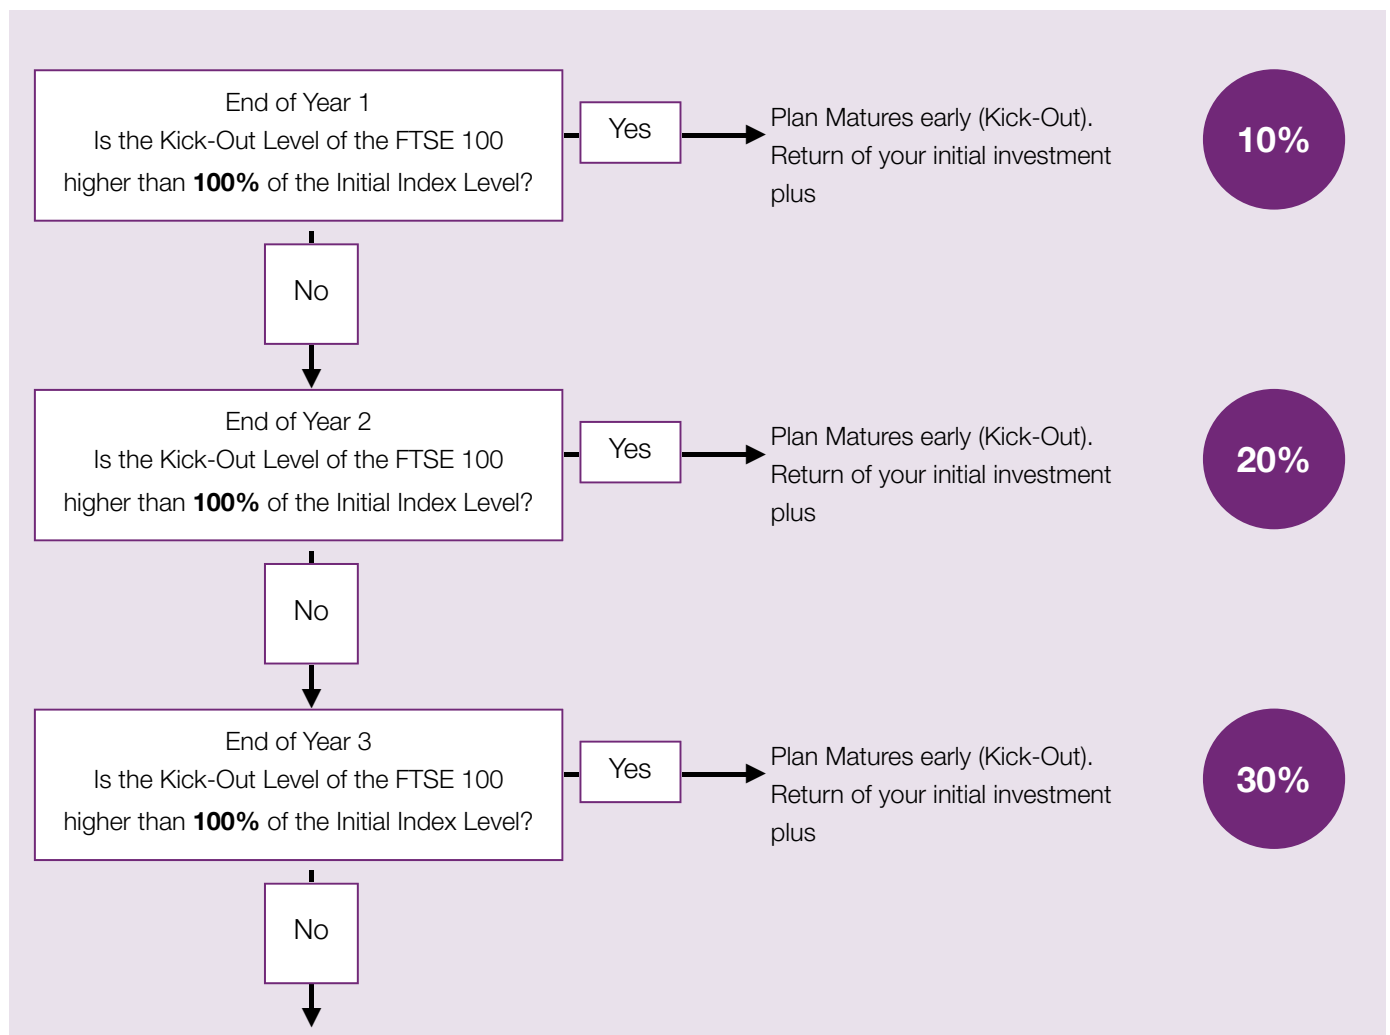 End of Year 1
Is the Kick-Out Level of the FTSE 100
higher than 100% of the Initial Index Level?
Yes
Plan Matures early (Kick-Out).
Return of your initial investment
plus
10%
No
End of Year 2
Is the Kick-Out Level of the FTSE 100
higher than 100% of the Initial Index Level?
Yes
Plan Matures early (Kick-Out).
Return of your initial investment
plus
20%
No
End of Year 3
Is the Kick-Out Level of the FTSE 100
higher than 100% of the Initial Index Level?
Yes
Plan Matures early (Kick-Out).
Return of your initial investment
plus
30%
No